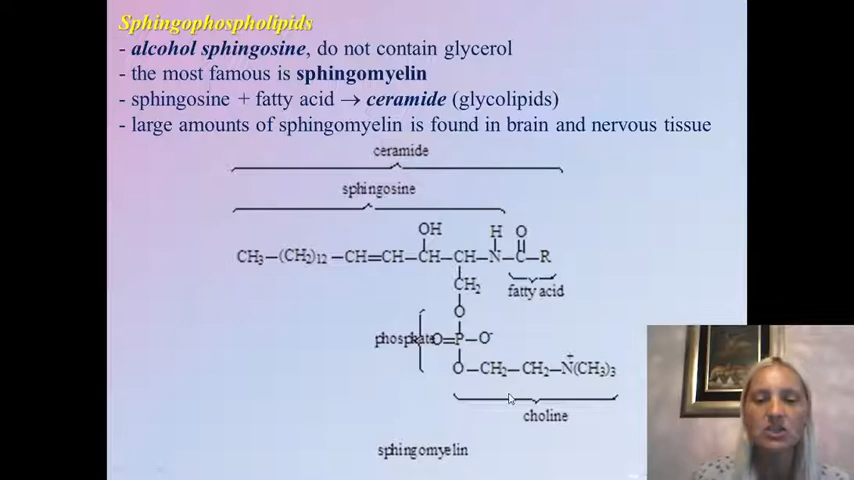 Sphingophospholipids
- alcohol sphingosine, do not contain glycerol
- the most famous is sphingomyelin
- sphingosine + fatty acid → ceramide (glycolipids)
- large amounts of sphingomyelin is found in brain and nervous tissue
ceramide
sphingosine
OH H O
CH3–(CH2)12–CH=CH–CH–CH–N–C–R
CH2 fatty acid
O
phosphate O=P–O-
O–CH2–CH2–N+(CH3)3
choline
sphingomyelin